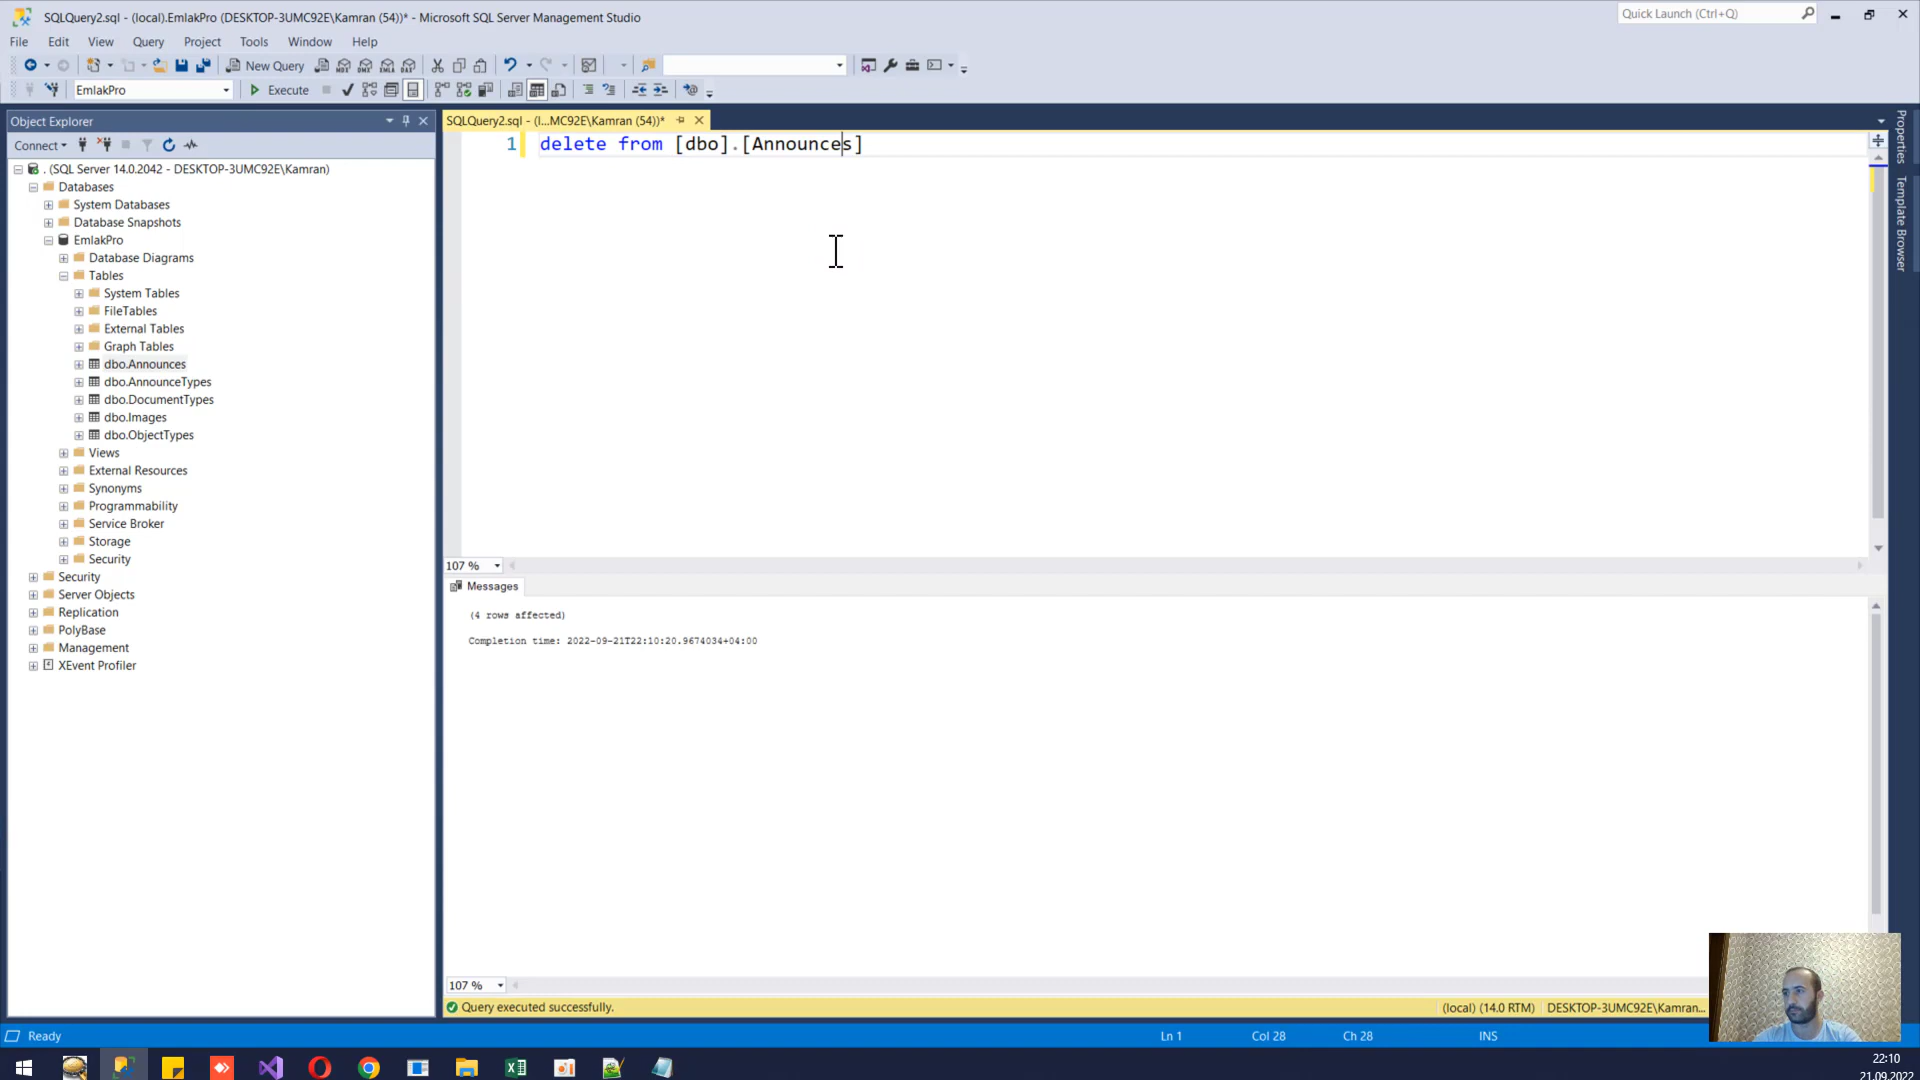 SQLQuery2.sql - (local).EmlakPro (DESKTOP-3UMC92E\Kamran (54))* - Microsoft SQL Server Management Studio
Quick Launch (Ctrl+Q)
File Edit View Query Project Tools Window Help
New Query
EmlakPro
Execute
Object Explorer
Connect
. (SQL Server 14.0.2042 - DESKTOP-3UMC92E\Kamran)
Databases
System Databases
Database Snapshots
EmlakPro
Database Diagrams
Tables
System Tables
FileTables
External Tables
Graph Tables
dbo.Announces
dbo.AnnounceTypes
dbo.DocumentTypes
dbo.Images
dbo.ObjectTypes
Views
External Resources
Synonyms
Programmability
Service Broker
Storage
Security
Security
Server Objects
Replication
PolyBase
Management
XEvent Profiler
SQLQuery2.sql - (l...MC92E\Kamran (54))*
1 delete from [dbo].[Announces]
107 %
Messages
(4 rows affected)
Completion time: 2022-09-21T22:10:20.9674034+04:00
107 %
Query executed successfully.
(local) (14.0 RTM) DESKTOP-3UMC92E\Kamran...
Properties
Template Browser
Ready
Ln 1 Col 28 Ch 28 INS
22:10
21.09.2022